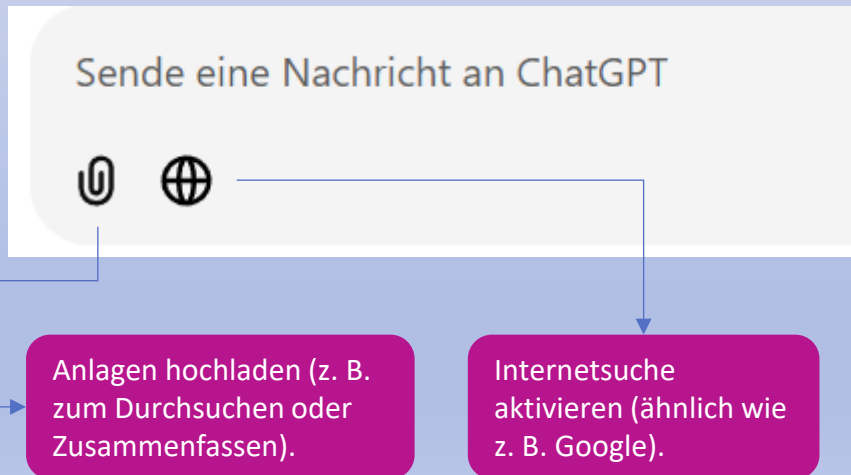 Sende eine Nachricht an ChatGPT
Anlagen hochladen (z. B.
zum Durchsuchen oder
Zusammenfassen).
Internetsuche
aktivieren (ähnlich wie
z. B. Google).